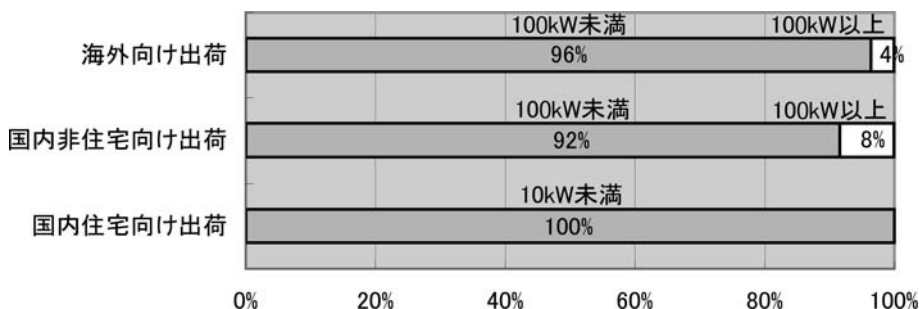 100kW未満 100kW以上
海外向け出荷 96% 4%
100kW未満 100kW以上
国内非住宅向け出荷 92% 8%
10kW未満
国内住宅向け出荷 100%
0% 20% 40% 60% 80% 100%